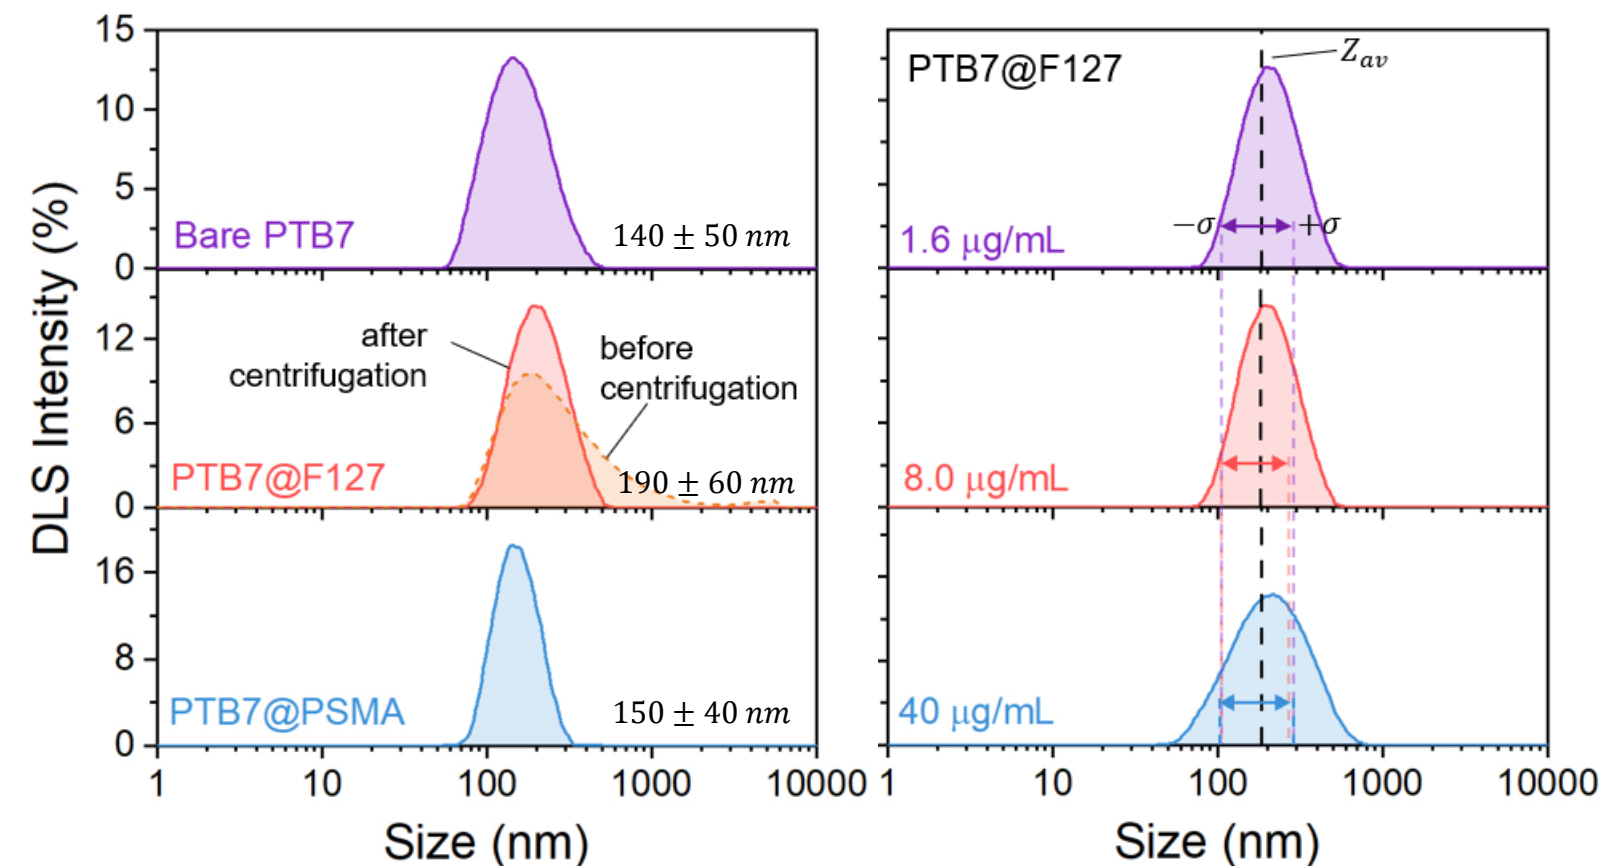 DLS Intensity (%)
15
10
5
0
Bare PTB7
140 ± 50 nm
12
6
0
after
centrifugation
before
centrifugation
PTB7@F127
190 ± 60 nm
16
8
0
PTB7@PSMA
150 ± 40 nm
1 10 100 1000 10000
Size (nm)
PTB7@F127
Zav
−σ +σ
1.6 μg/mL
8.0 μg/mL
40 μg/mL
1 10 100 1000 10000
Size (nm)